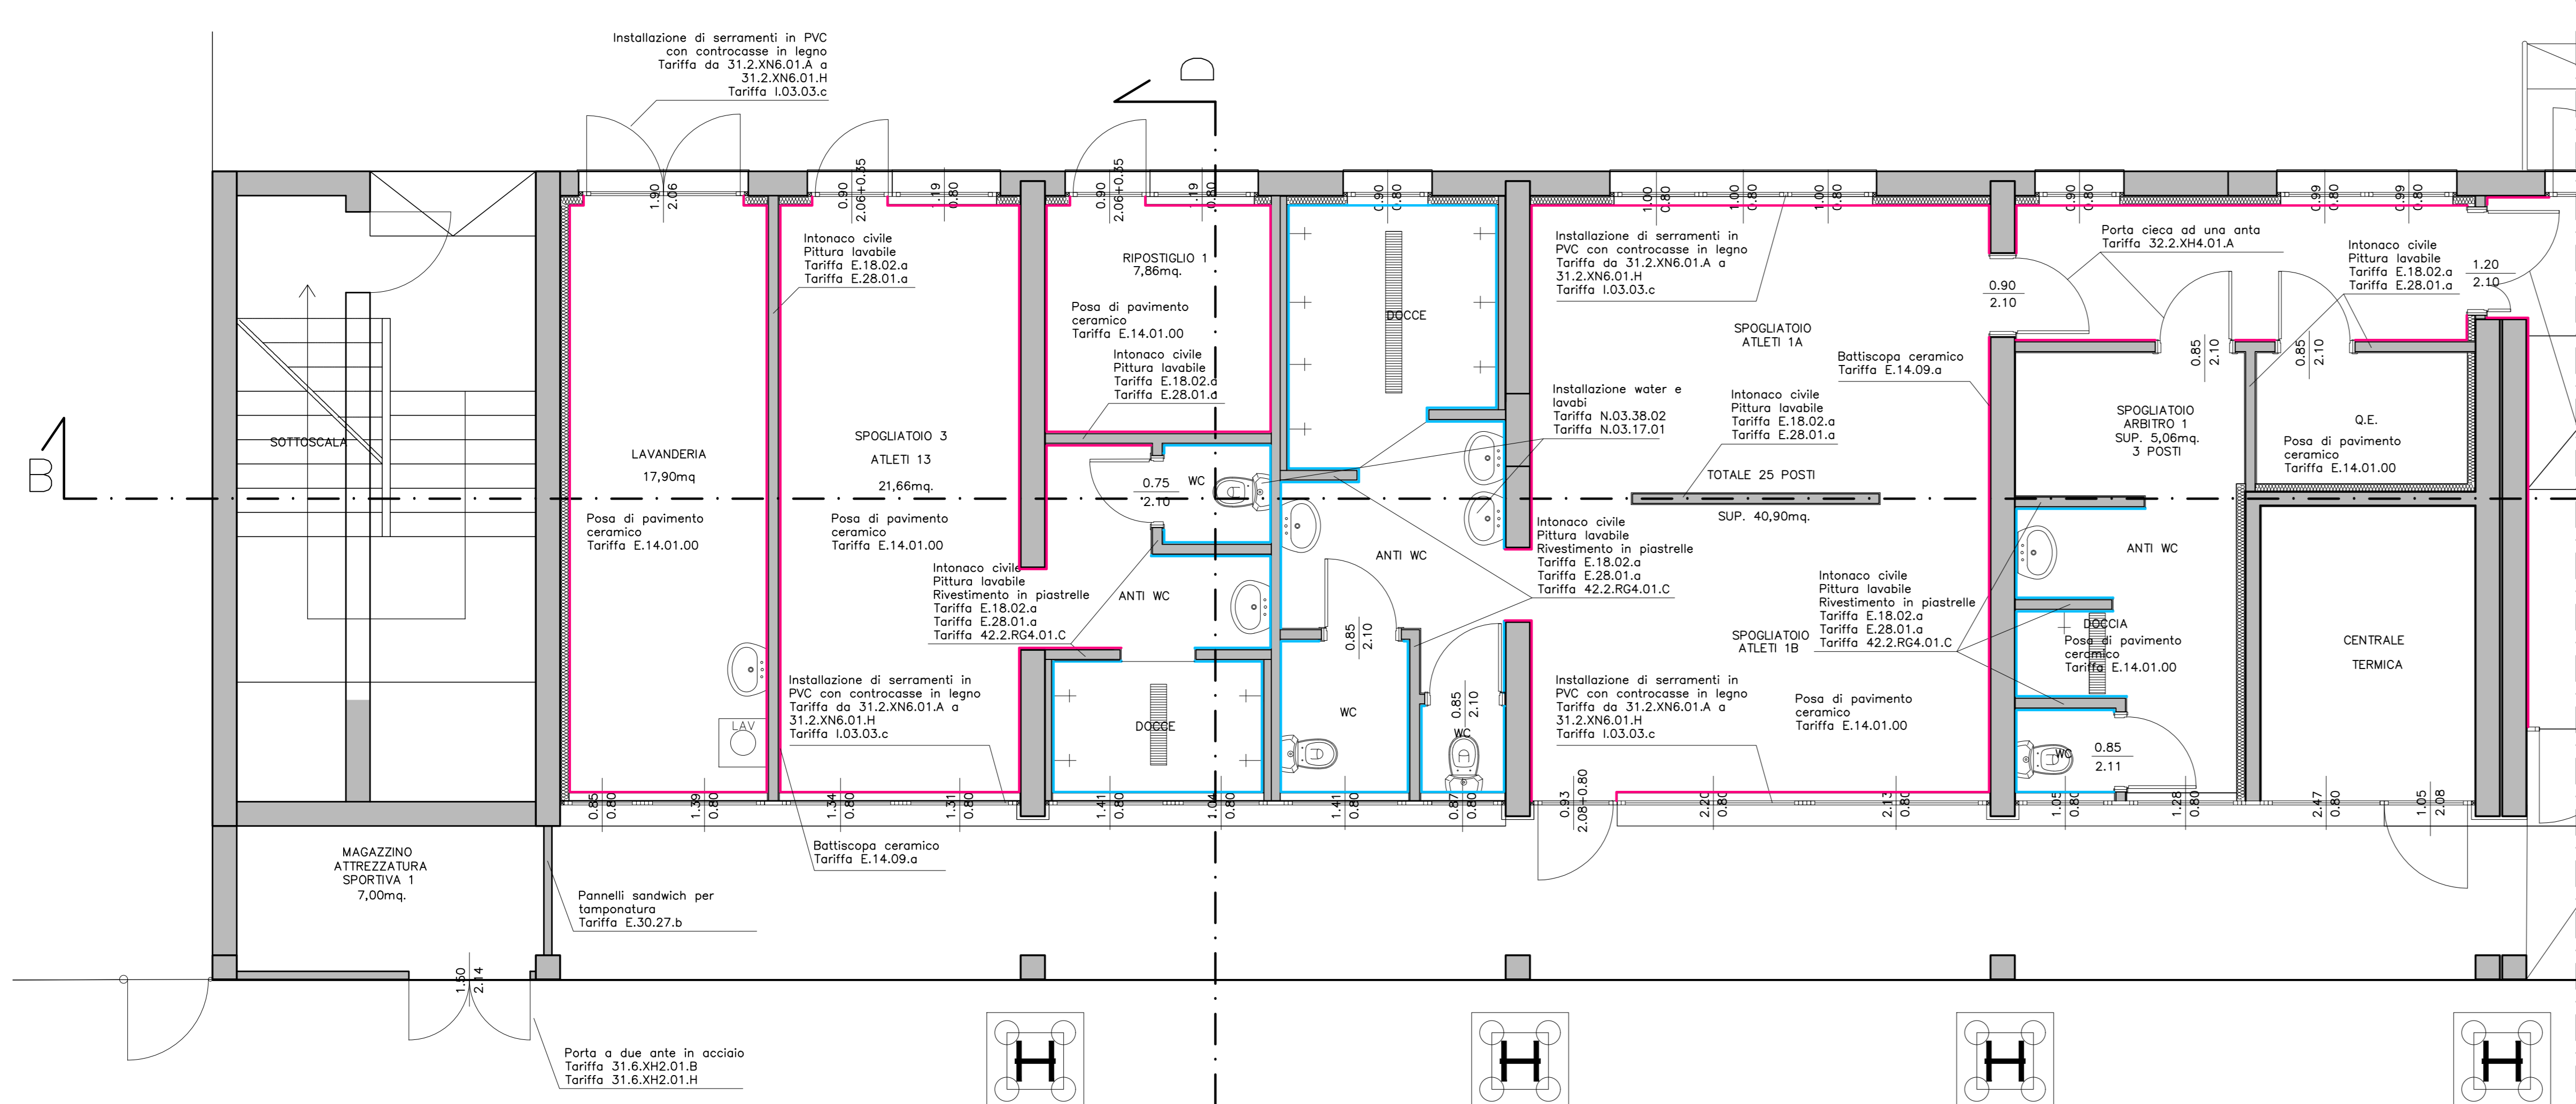 Installazione di serramenti in PVC
con controcasse in legno
Tariffa da 31.2.XN6.01.A a
31.2.XN6.01.H
Tariffa I.03.03.c
D
1.90
2.06
0.90
2.06+0.35
1.19
0.80
0.90
2.06+0.35
1.19
0.80
0.90
0.80
1.00
0.80
1.00
0.80
1.00
0.80
0.90
0.80
0.99
0.80
0.99
0.80
Intonaco civile
Pittura lavabile
Tariffa E.18.02.a
Tariffa E.28.01.a
RIPOSTIGLIO 1
7,86mq.
Posa di pavimento
ceramico
Tariffa E.14.01.00
Intonaco civile
Pittura lavabile
Tariffa E.18.02.a
Tariffa E.28.01.a
DOCCE
Installazione di serramenti in
PVC con controcasse in legno
Tariffa da 31.2.XN6.01.A a
31.2.XN6.01.H
Tariffa I.03.03.c
SPOGLIATOIO
ATLETI 1A
Porta cieca ad una anta
Tariffa 32.2.XH4.01.A
Intonaco civile
Pittura lavabile
Tariffa E.18.02.a
Tariffa E.28.01.a
1.20
2.10
0.90
2.10
0.85
2.10
0.85
2.10
Battiscopa ceramico
Tariffa E.14.09.a
Installazione water e
lavabi
Tariffa N.03.38.02
Tariffa N.03.17.01
Intonaco civile
Pittura lavabile
Tariffa E.18.02.a
Tariffa E.28.01.a
SPOGLIATOIO
ARBITRO 1
SUP. 5,06mq.
3 POSTI
Q.E.
Posa di pavimento
ceramico
Tariffa E.14.01.00
B
SOTTOSCALA
LAVANDERIA
17,90mq
Posa di pavimento
ceramico
Tariffa E.14.01.00
SPOGLIATOIO 3
ATLETI 13
21,66mq.
Posa di pavimento
ceramico
Tariffa E.14.01.00
0.75
2.10
WC
TOTALE 25 POSTI
SUP. 40,90mq.
Intonaco civile
Pittura lavabile
Rivestimento in piastrelle
Tariffa E.18.02.a
Tariffa E.28.01.a
Tariffa 42.2.RG4.01.C
ANTI WC
ANTI WC
Intonaco civile
Pittura lavabile
Rivestimento in piastrelle
Tariffa E.18.02.a
Tariffa E.28.01.a
Tariffa 42.2.RG4.01.C
Intonaco civile
Pittura lavabile
Rivestimento in piastrelle
Tariffa E.18.02.a
Tariffa E.28.01.a
Tariffa 42.2.RG4.01.C
ANTI WC
DOCCIA
Posa di pavimento
ceramico
Tariffa E.14.01.00
CENTRALE
TERMICA
0.85
2.10
SPOGLIATOIO
ATLETI 1B
Installazione di serramenti in
PVC con controcasse in legno
Tariffa da 31.2.XN6.01.A a
31.2.XN6.01.H
Tariffa I.03.03.c
LAV
DOCCE
WC
0.85
2.10
WC
Installazione di serramenti in
PVC con controcasse in legno
Tariffa da 31.2.XN6.01.A a
31.2.XN6.01.H
Tariffa I.03.03.c
Posa di pavimento
ceramico
Tariffa E.14.01.00
WC
0.85
2.11
0.85
0.80
1.39
0.80
1.34
0.80
1.31
0.80
1.41
0.80
1.04
0.80
1.41
0.80
0.87
0.80
0.93
2.08+0.80
2.20
0.80
2.13
0.80
1.05
0.80
1.28
0.80
2.47
0.80
1.05
2.08
MAGAZZINO
ATTREZZATURA
SPORTIVA 1
7,00mq.
Battiscopa ceramico
Tariffa E.14.09.a
Pannelli sandwich per
tamponatura
Tariffa E.30.27.b
1.50
2.14
Porta a due ante in acciaio
Tariffa 31.6.XH2.01.B
Tariffa 31.6.XH2.01.H